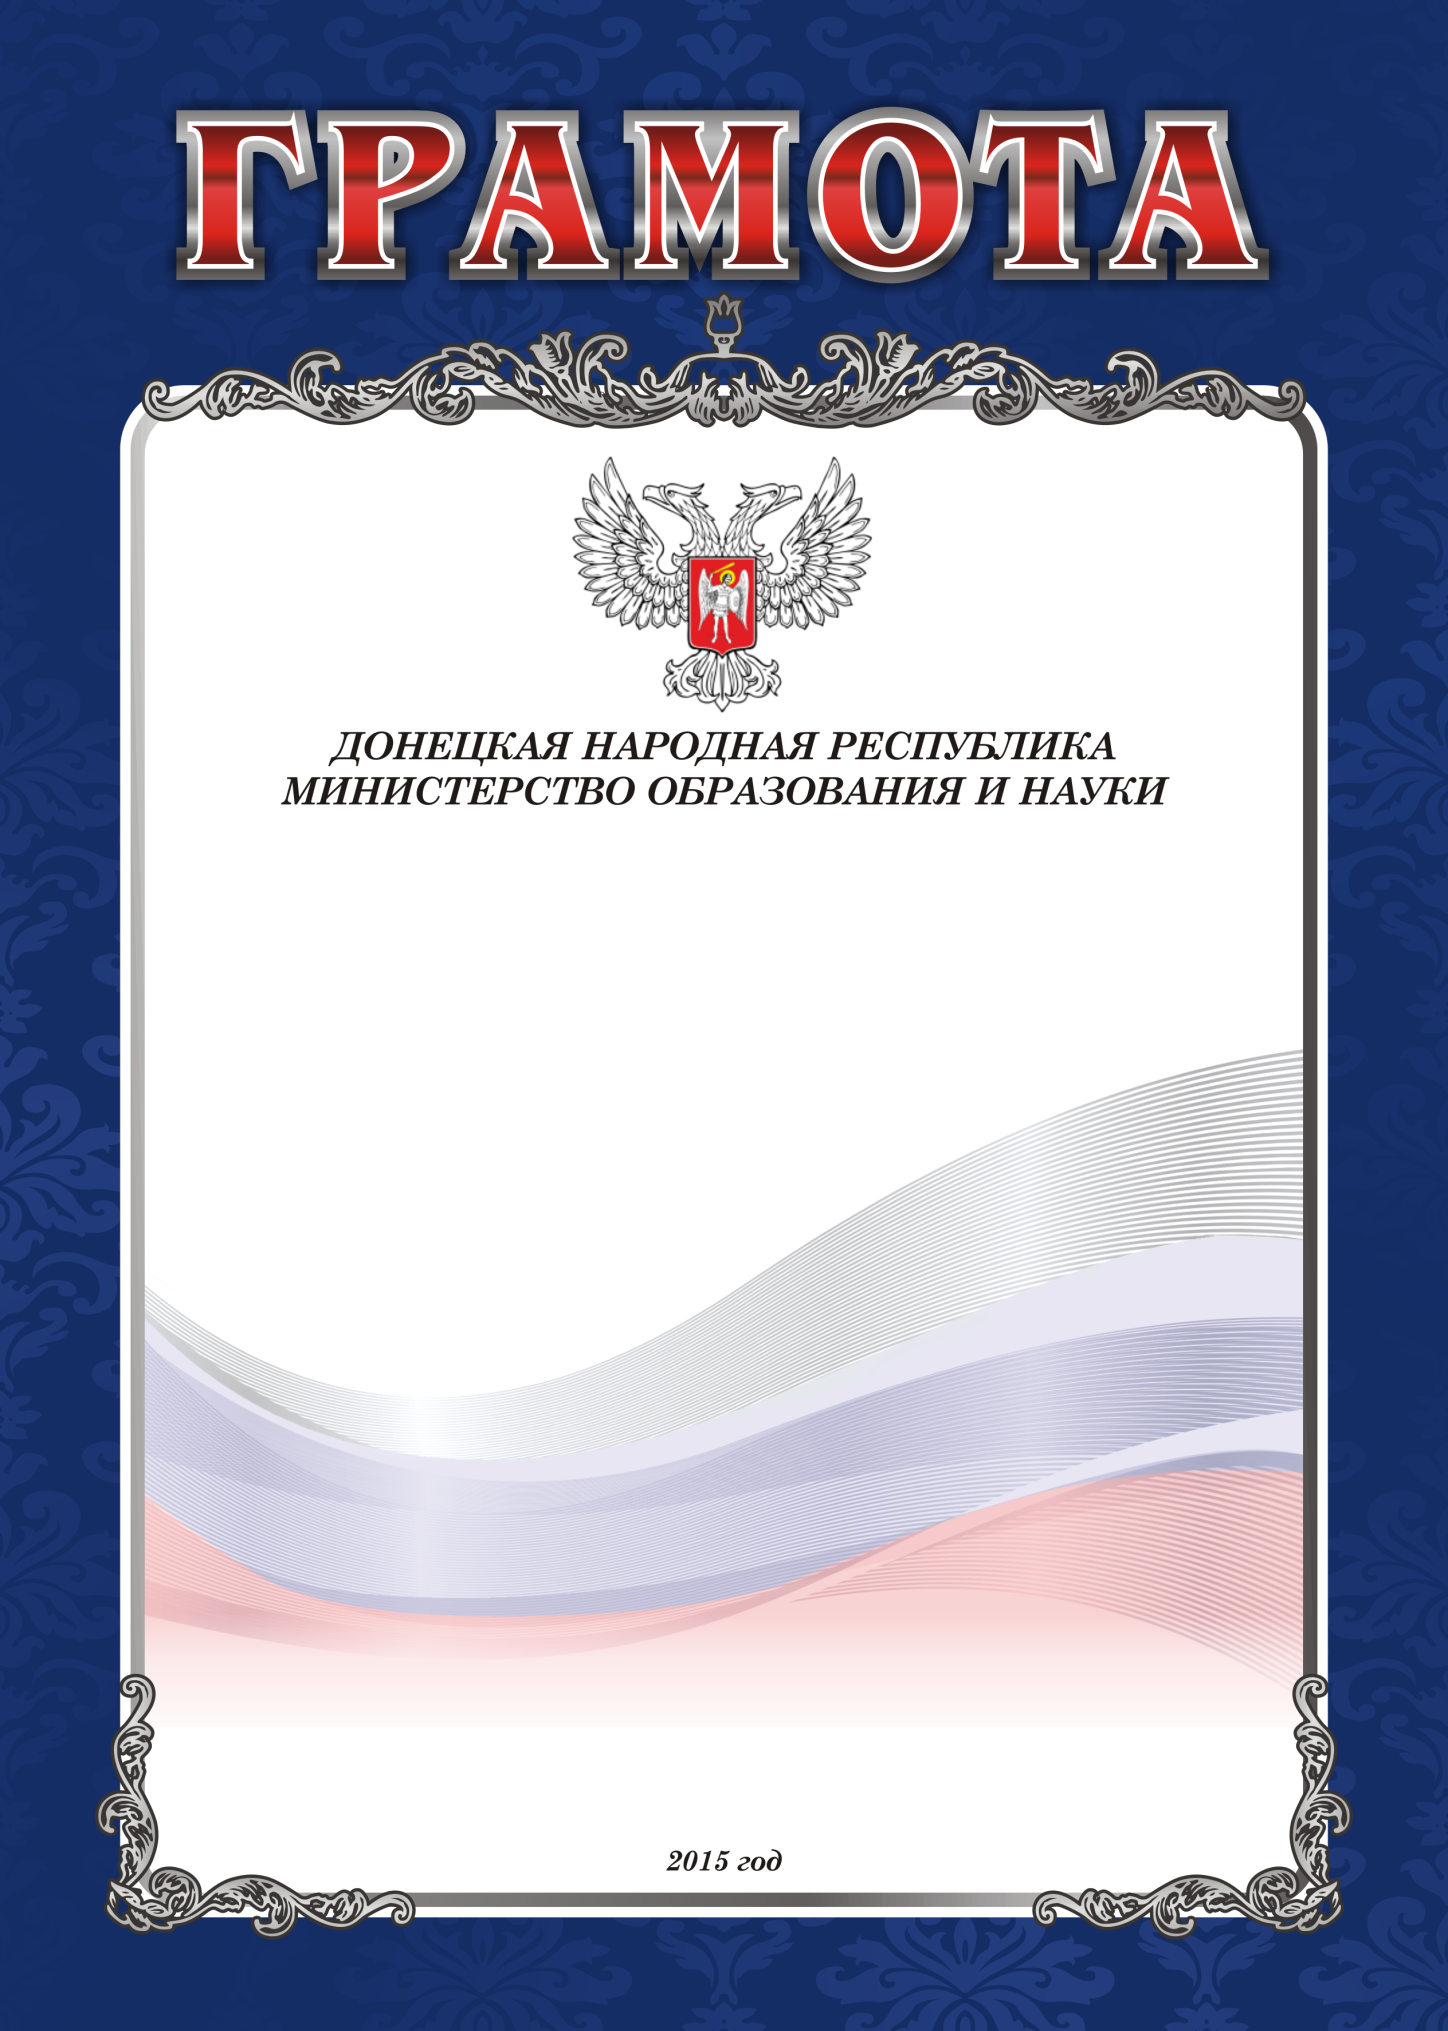 ГРАМОТА
ДОНЕЦКАЯ НАРОДНАЯ РЕСПУБЛИКА
МИНИСТЕРСТВО ОБРАЗОВАНИЯ И НАУКИ
2015 год